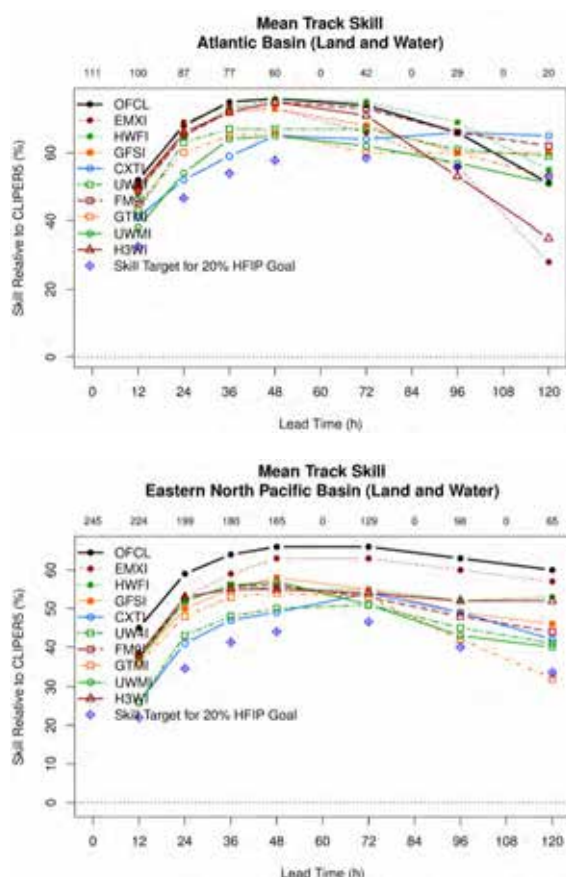 Mean Track Skill
Atlantic Basin (Land and Water)
111 100 87 77 60 0 42 0 29 0 20
Skill Relative to CLIPER5 (%)
60
40
20
0
OFCL
EMXI
HWFI
GFSI
CXTI
GTMI
UWMI
H3WI
Skill Target for 20% HFIP Goal
0 12 24 36 48 60 72 84 96 108 120
Lead Time (h)
Mean Track Skill
Eastern North Pacific Basin (Land and Water)
245 224 199 180 165 0 129 0 98 0 65
Skill Relative to CLIPER5 (%)
60
50
40
30
20
10
0
OFCL
EMXI
HWFI
GFSI
CXTI
GTMI
UWMI
H3WI
Skill Target for 20% HFIP Goal
0 12 24 36 48 60 72 84 96 108 120
Lead Time (h)